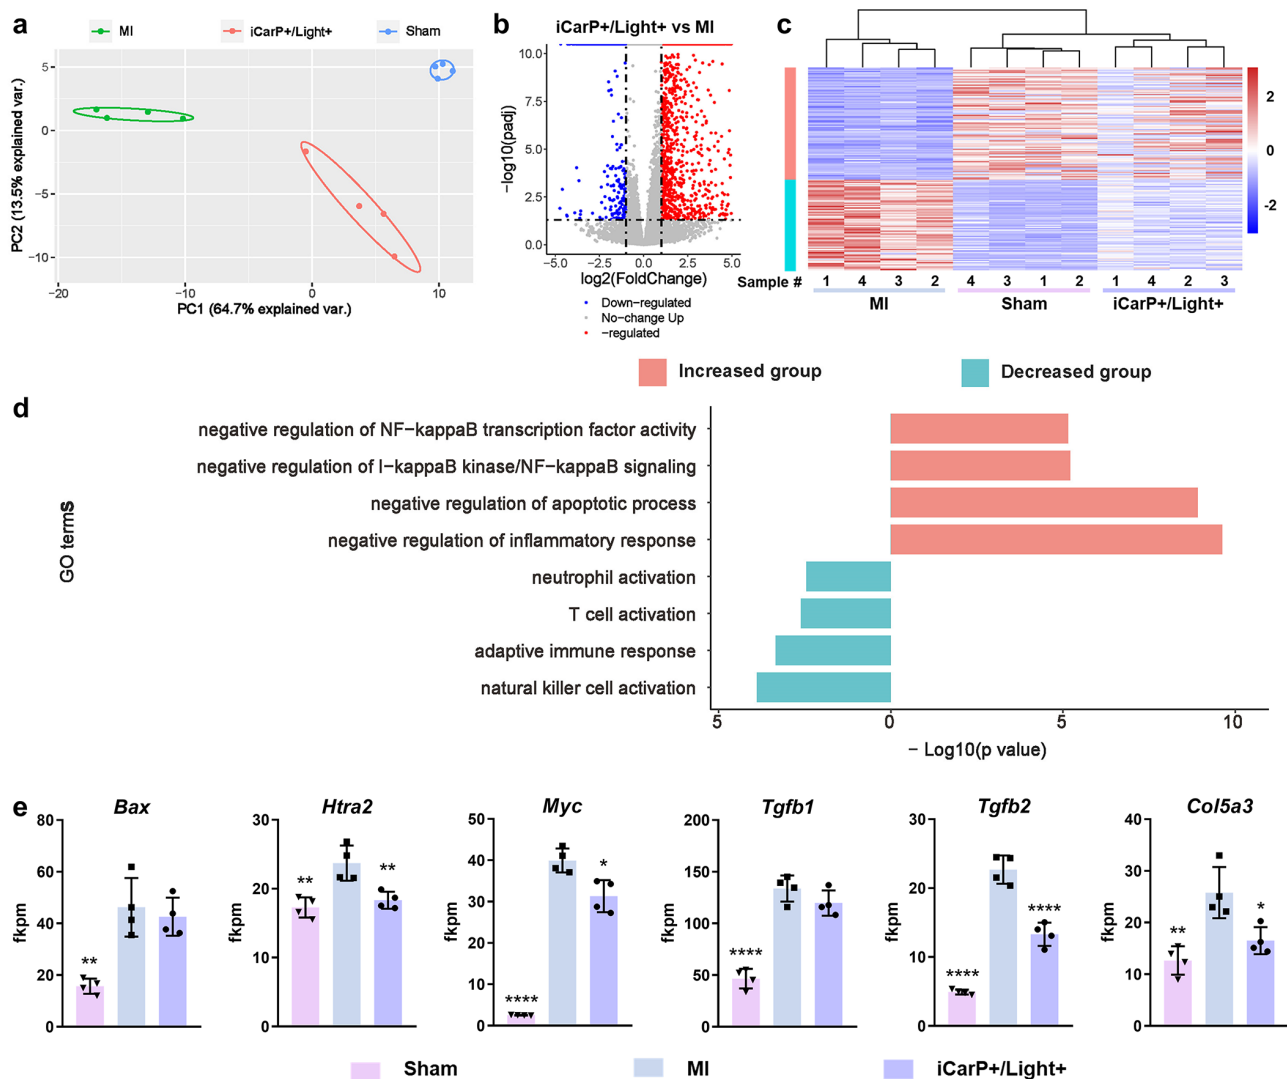 a
MI
iCarP+/Light+
Sham
PC2 (13.5% explained var.)
5
0
−5
−10
−20
−10
0
10
PC1 (64.7% explained var.)
b
iCarP+/Light+ vs MI
−log10(padj)
10.0
7.5
5.0
2.5
0.0
−5.0
−2.5
0.0
2.5
5.0
log2(FoldChange)
Down−regulated
No−change Up
−regulated
c
2
0
-2
Sample #
1 4 3 2 4 3 1 2 1 4 2 3
MI
Sham
iCarP+/Light+
Increased group
Decreased group
d
GO terms
negative regulation of NF−kappaB transcription factor activity
negative regulation of I−kappaB kinase/NF−kappaB signaling
negative regulation of apoptotic process
negative regulation of inflammatory response
neutrophil activation
T cell activation
adaptive immune response
natural killer cell activation
5
0
5
10
− Log10(p value)
e
Bax
fkpm
80
60
40
20
0
**
Htra2
fkpm
30
20
10
0
**
**
Myc
fkpm
50
40
30
20
10
0
****
*
Tgfb1
fkpm
200
150
100
50
0
****
Tgfb2
fkpm
30
20
10
0
****
****
Col5a3
fkpm
40
30
20
10
0
**
*
Sham
MI
iCarP+/Light+